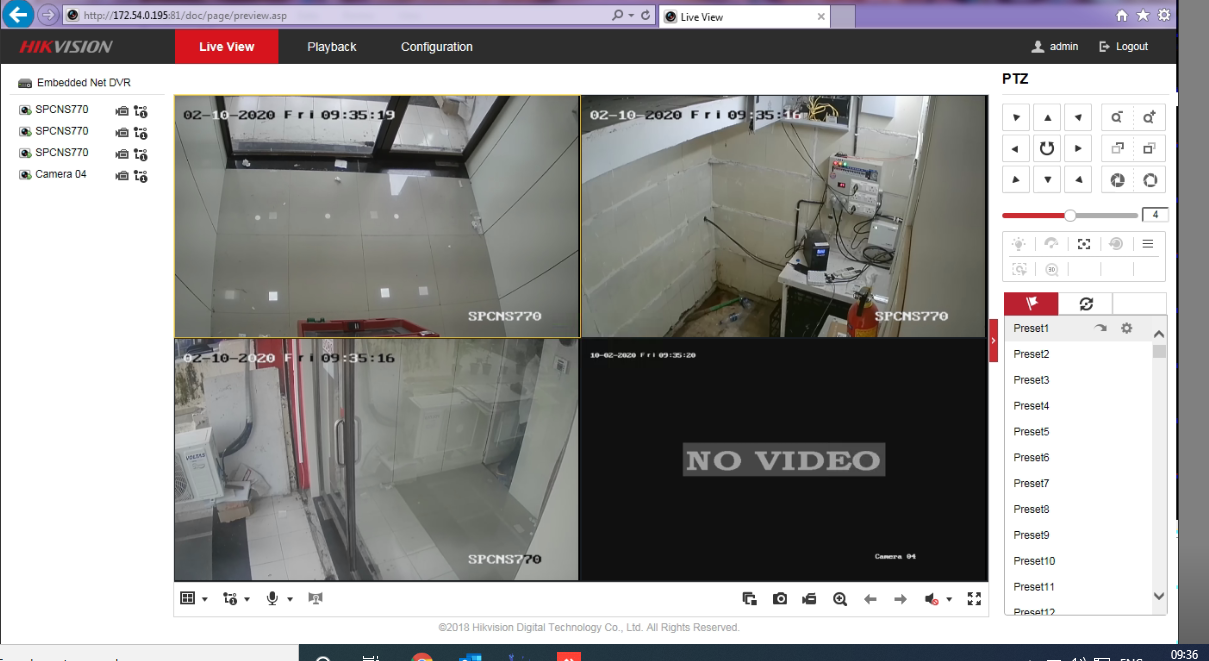 http://172.54.0.195:81/doc/page/preview.asp
Live View
HIKVISION
Live View
Playback
Configuration
admin
Logout
Embedded Net DVR
SPCNS770
SPCNS770
SPCNS770
Camera 04
02-10-2020 Fri 09:35:19
SPCNS770
02-10-2020 Fri 09:35:16
SPCNS770
02-10-2020 Fri 09:35:16
SPCNS770
10-02-2020 Fri 09:35:20
NO VIDEO
Camera 04
PTZ
4
3D
Preset1
Preset2
Preset3
Preset4
Preset5
Preset6
Preset7
Preset8
Preset9
Preset10
Preset11
Preset12
©2018 Hikvision Digital Technology Co., Ltd. All Rights Reserved.
ENG
09:36